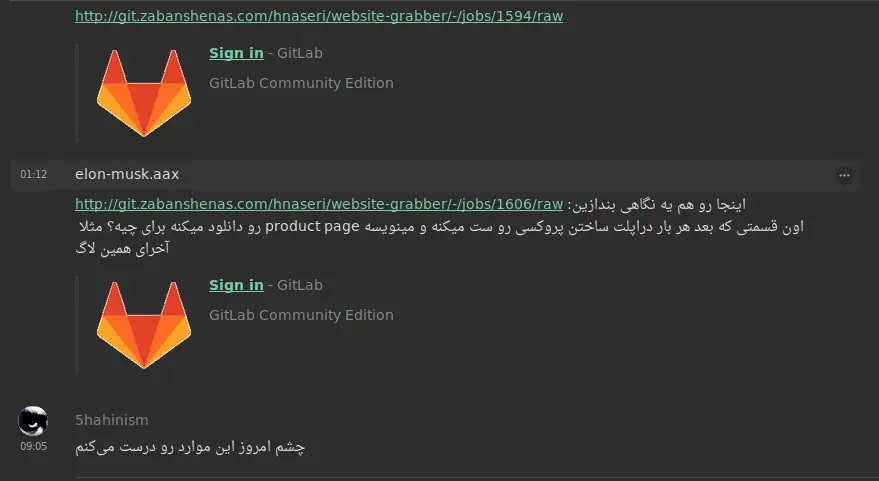 http://git.zabanshenas.com/hnaseri/website-grabber/-/jobs/1594/raw
Sign in - GitLab
GitLab Community Edition
01:12
elon-musk.aax
اینجا رو هم یه نگاهی بندازین: http://git.zabanshenas.com/hnaseri/website-grabber/-/jobs/1606/raw
اون قسمتی که بعد هر بار دراپلت ساختن پروکسی رو ست میکنه و مینویسه product page رو دانلود میکنه برای چیه؟ مثلا
آخرای همین لاگ
Sign in - GitLab
GitLab Community Edition
5hahinism
09:05
چشم امروز این موارد رو درست می‌کنم